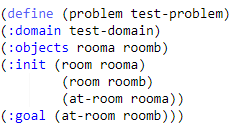 (define (problem test-problem)
(:domain test-domain)
(:objects rooma roomb)
(:init (room rooma)
(room roomb)
(at-room rooma))
(:goal (at-room roomb)))